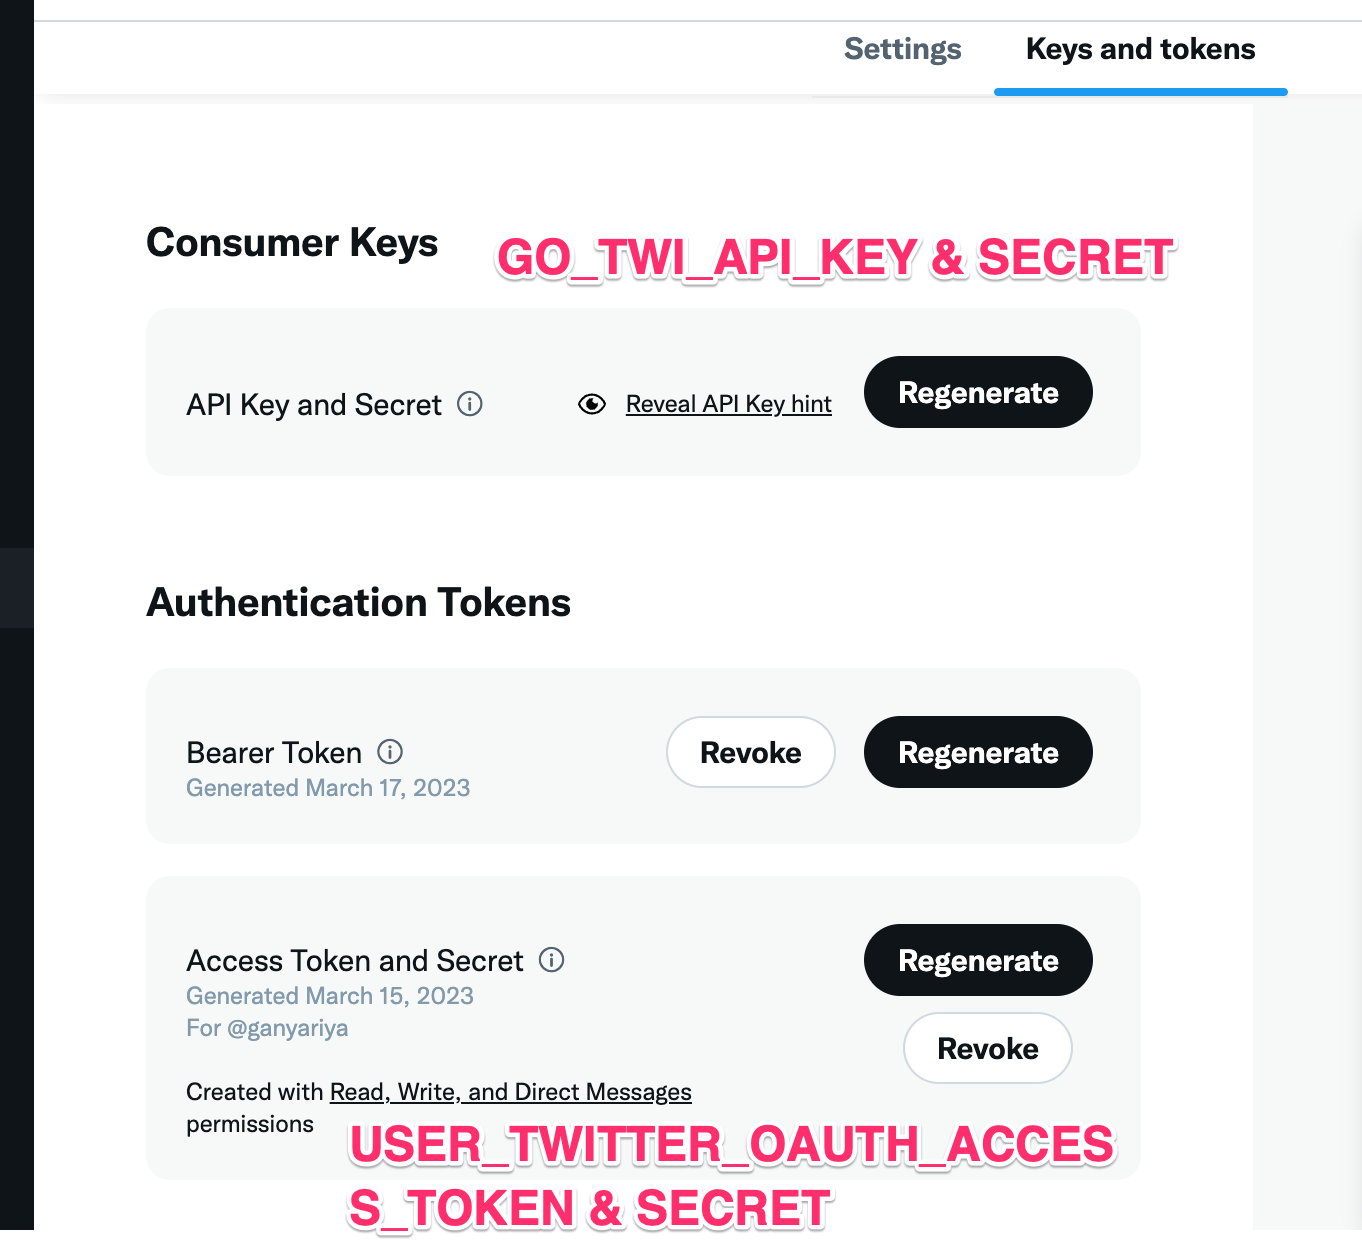 Settings Keys and tokens
Consumer Keys GO_TWI_API_KEY & SECRET
API Key and Secret Reveal API Key hint Regenerate
Authentication Tokens
Bearer Token Revoke Regenerate
Generated March 17, 2023
Access Token and Secret Regenerate
Generated March 15, 2023
For @ganyariya
Revoke
Created with Read, Write, and Direct Messages
permissions
USER_TWITTER_OAUTH_ACCES
S_TOKEN & SECRET